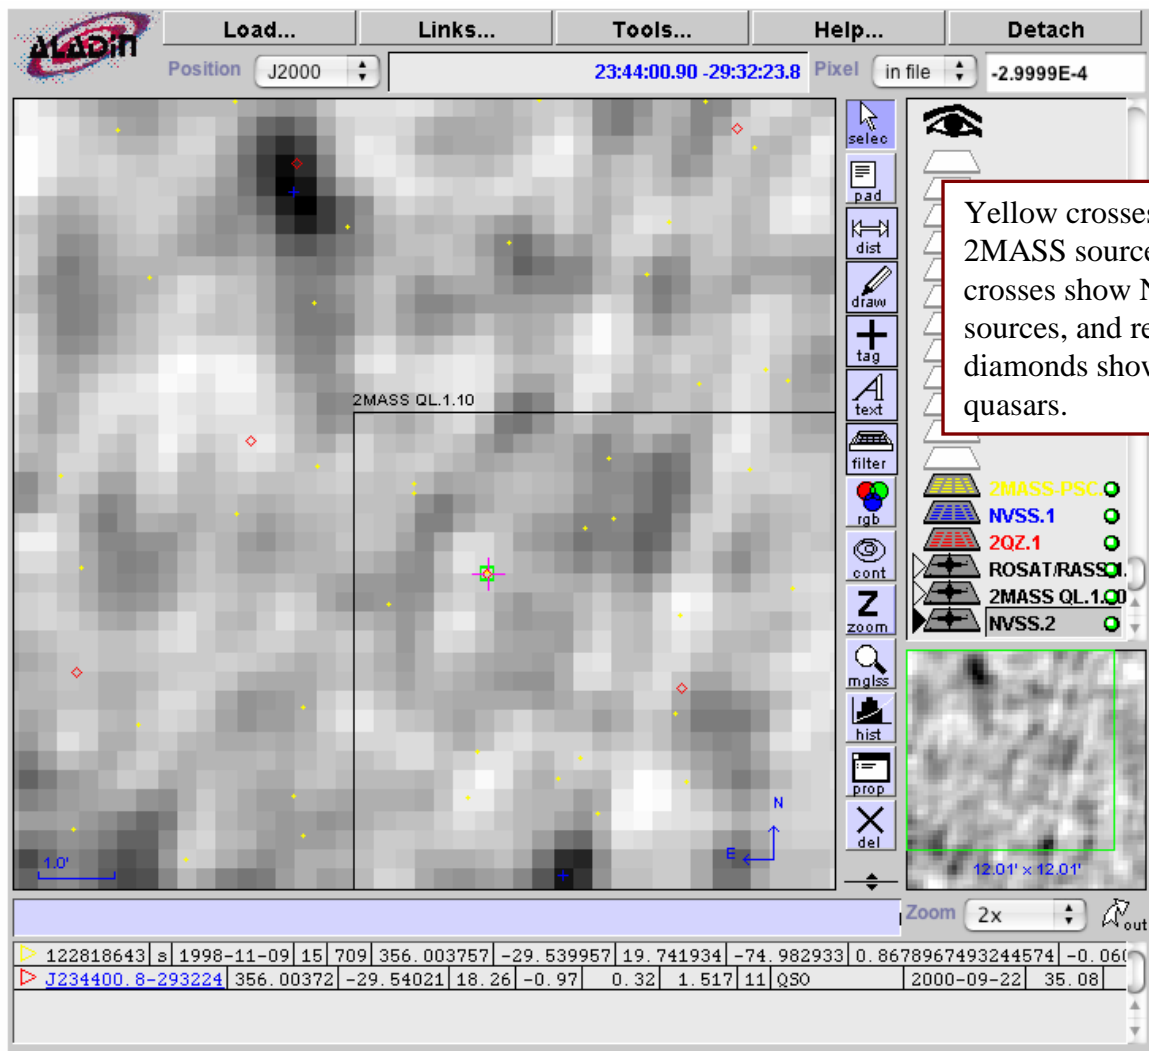 ALADiN
Load... Links... Tools... Help... Detach
Position J2000 23:44:00.90 -29:32:23.8 Pixel in file -2.9999E-4
selec
pad
dist
draw
tag
text
filter
rgb
cont
zoom
mglss
hist
prop
del
Yellow crosses
2MASS source
crosses show N
sources, and re
diamonds show
quasars.
2MASS QL.1.10
N
E
1.0'
2MASS-PSC.
NVSS.1
2QZ.1
ROSAT/RASS.1.
2MASS QL.1.10
NVSS.2
12.01' x 12.01'
Zoom 2x out
122818643 s 1998-11-09 15 709 356.003757 -29.539957 19.741934 -74.982933 0.8678967493244574 -0.060
J234400.8-293224 356.00372 -29.54021 18.26 -0.97 0.32 1.517 11 QSO 2000-09-22 35.08